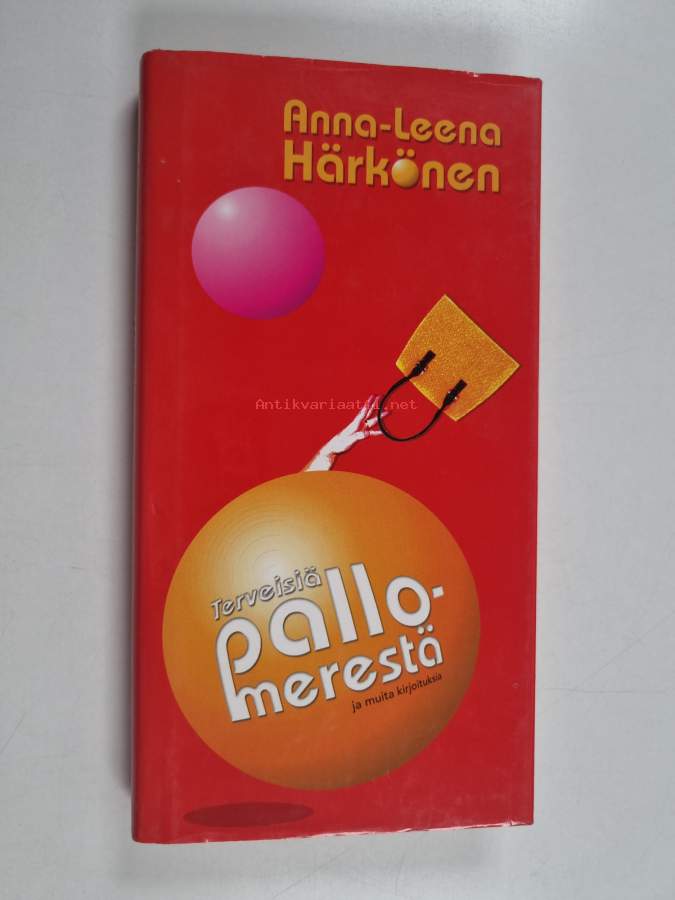 Anna-Leena
Härkönen
Antikvariaatti.net
Terveisiä
pallo-
merestä
ja muita kirjoituksia